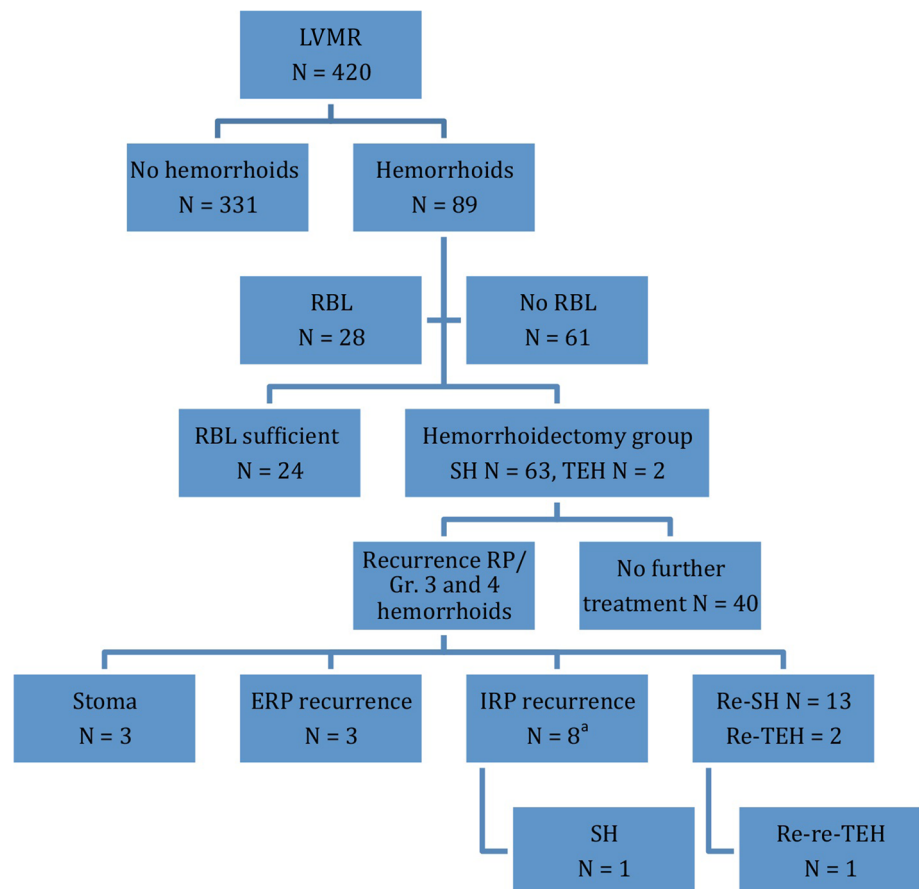 LVMR
N = 420
No hemorrhoids
N = 331
Hemorrhoids
N = 89
RBL
N = 28
No RBL
N = 61
RBL sufficient
N = 24
Hemorrhoidectomy group
SH N = 63, TEH N = 2
Recurrence RP/
Gr. 3 and 4
hemorrhoids
No further
treatment N = 40
Stoma
N = 3
ERP recurrence
N = 3
IRP recurrence
N = 8ᵃ
Re-SH N = 13
Re-TEH = 2
SH
N = 1
Re-re-TEH
N = 1